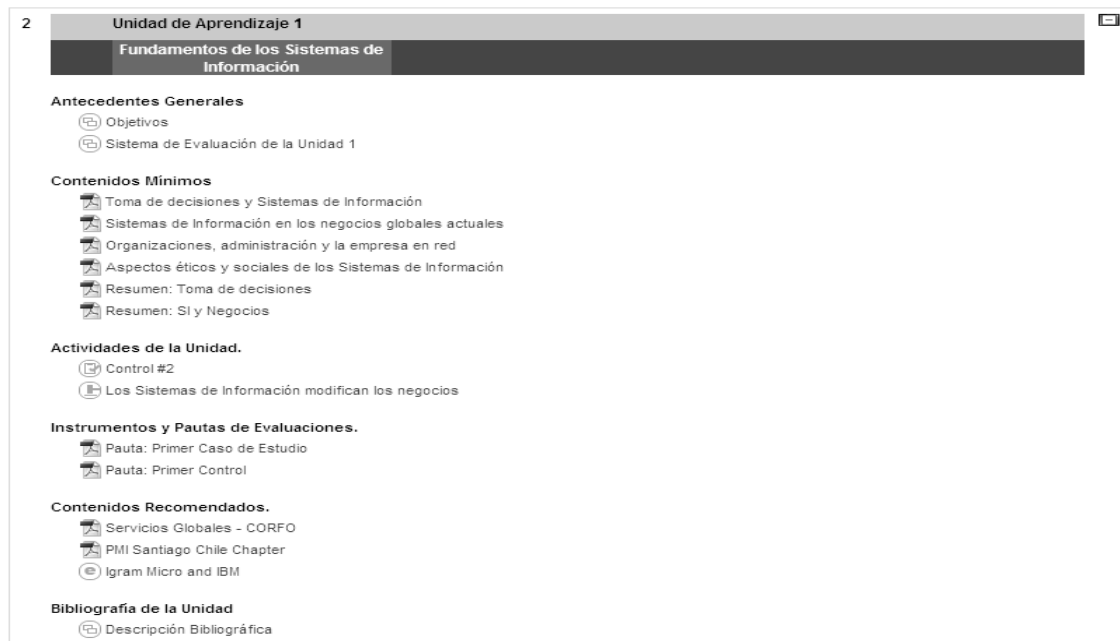 2
Unidad de Aprendizaje 1
Fundamentos de los Sistemas de
Información
Antecedentes Generales
Objetivos
Sistema de Evaluación de la Unidad 1
Contenidos Mínimos
Toma de decisiones y Sistemas de Información
Sistemas de Información en los negocios globales actuales
Organizaciones, administración y la empresa en red
Aspectos éticos y sociales de los Sistemas de Información
Resumen: Toma de decisiones
Resumen: SI y Negocios
Actividades de la Unidad.
Control #2
Los Sistemas de Información modifican los negocios
Instrumentos y Pautas de Evaluaciones.
Pauta: Primer Caso de Estudio
Pauta: Primer Control
Contenidos Recomendados.
Servicios Globales - CORFO
PMI Santiago Chile Chapter
Igram Micro and IBM
Bibliografía de la Unidad
Descripción Bibliográfica